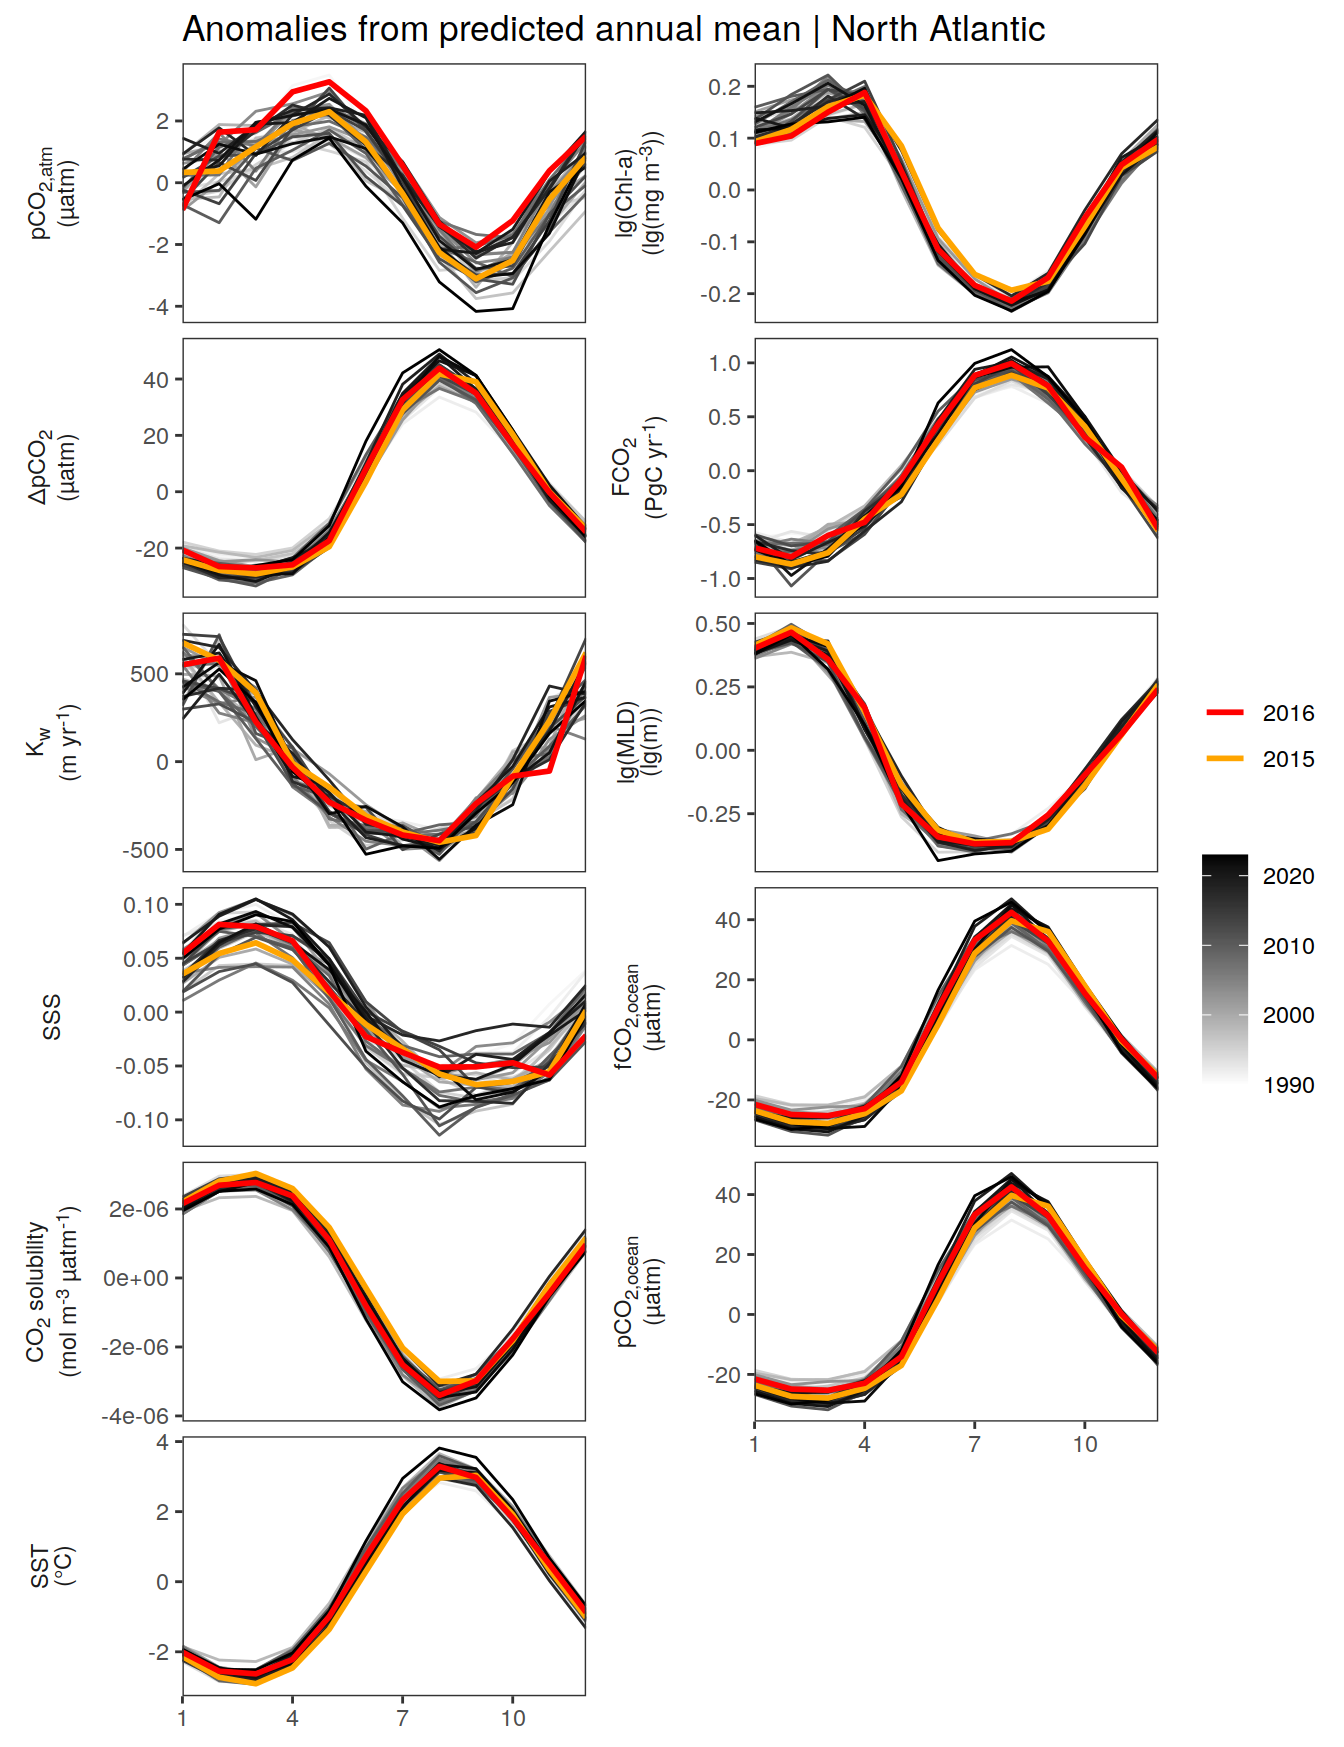 Anomalies from predicted annual mean | North Atlantic
pCO2,atm
(µatm)
2
0
-2
-4
lg(Chl-a)
(lg(mg m-3))
0.2
0.1
0.0
-0.1
-0.2
ΔpCO2
(µatm)
40
20
0
-20
FCO2
(PgC yr-1)
1.0
0.5
0.0
-0.5
-1.0
Kw
(m yr-1)
500
0
-500
lg(MLD)
(lg(m))
0.50
0.25
0.00
-0.25
SSS
0.10
0.05
0.00
-0.05
-0.10
fCO2,ocean
(µatm)
40
20
0
-20
CO2 solubility
(mol m-3 µatm-1)
2e-06
0e+00
-2e-06
-4e-06
pCO2,ocean
(µatm)
40
20
0
-20
1 4 7 10
SST
(°C)
4
2
0
-2
1 4 7 10
2016
2015
2020
2010
2000
1990